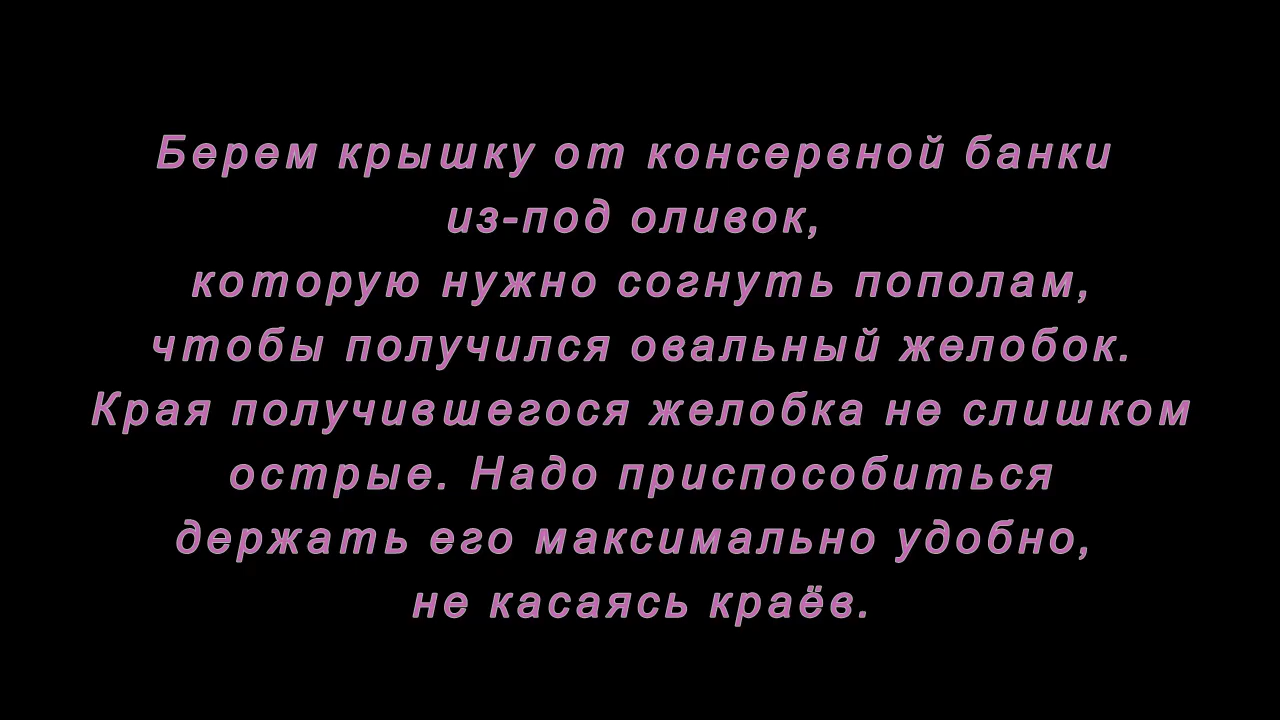 Берем крышку от консервной банки
из-под оливок,
которую нужно согнуть пополам,
чтобы получился овальный желобок.
Края получившегося желобка не слишком
острые. Надо приспособиться
держать его максимально удобно,
не касаясь краёв.